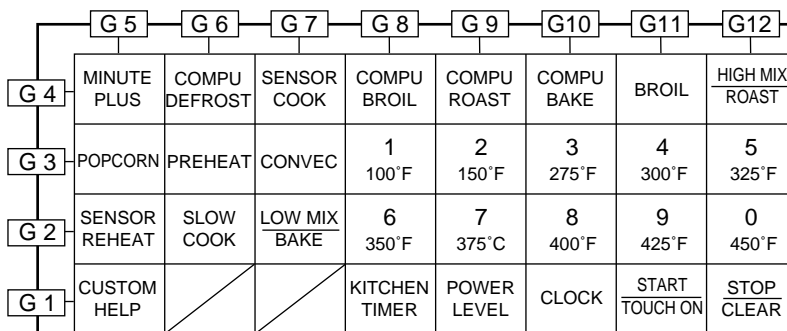 G 5 G 6 G 7 G 8 G 9 G10 G11 G12
G 4
MINUTE PLUS
COMPU DEFROST
SENSOR COOK
COMPU BROIL
COMPU ROAST
COMPU BAKE
BROIL
HIGH MIX
ROAST
G 3
POPCORN
PREHEAT
CONVEC
1
100˚F
2
150˚F
3
275˚F
4
300˚F
5
325˚F
G 2
SENSOR REHEAT
SLOW COOK
LOW MIX
BAKE
6
350˚F
7
375˚C
8
400˚F
9
425˚F
0
450˚F
G 1
CUSTOM HELP
KITCHEN TIMER
POWER LEVEL
CLOCK
START
TOUCH ON
STOP
CLEAR